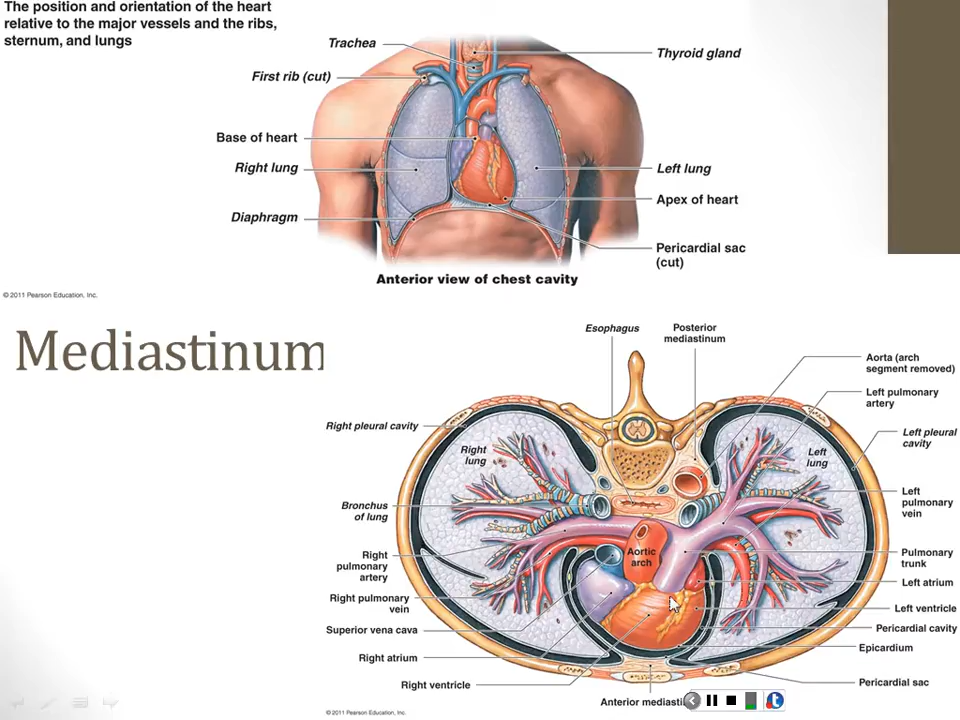 The position and orientation of the heart
relative to the major vessels and the ribs,
sternum, and lungs
Trachea
Thyroid gland
First rib (cut)
Base of heart
Right lung
Left lung
Apex of heart
Diaphragm
Pericardial sac
(cut)
Anterior view of chest cavity
© 2011 Pearson Education, Inc.
Mediastinum
Esophagus
Posterior
mediastinum
Aorta (arch
segment removed)
Left pulmonary
artery
Right pleural cavity
Left pleural
cavity
Right
lung
Left
lung
Bronchus
of lung
Left
pulmonary
vein
Right
pulmonary
artery
Aortic
arch
Pulmonary
trunk
Left atrium
Right pulmonary
vein
Left ventricle
Superior vena cava
Pericardial cavity
Epicardium
Right atrium
Right ventricle
Pericardial sac
Anterior medias
© 2011 Pearson Education, Inc.
t